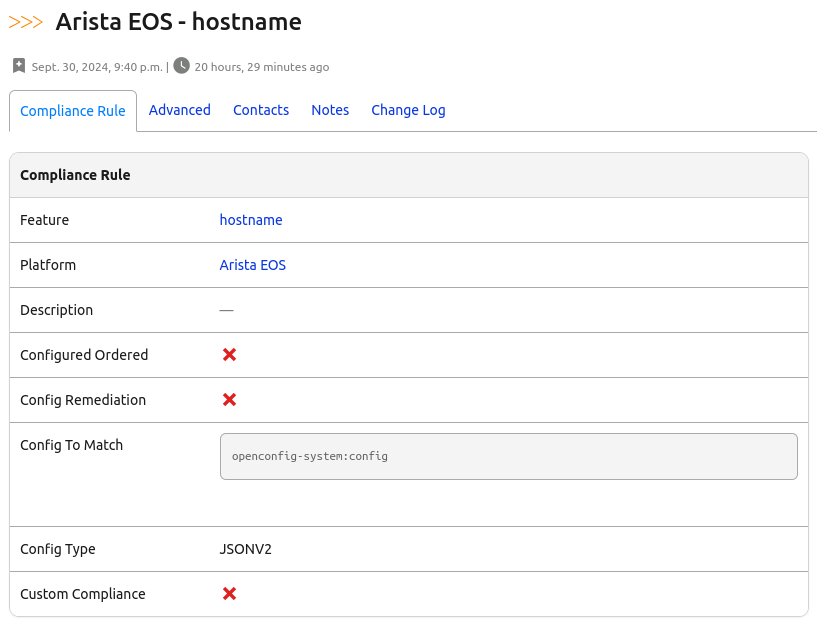 >>> Arista EOS - hostname
Sept. 30, 2024, 9:40 p.m. | 20 hours, 29 minutes ago
Compliance Rule Advanced Contacts Notes Change Log
Compliance Rule
Feature hostname
Platform Arista EOS
Description —
Configured Ordered
Config Remediation
Config To Match openconfig-system:config
Config Type JSONV2
Custom Compliance